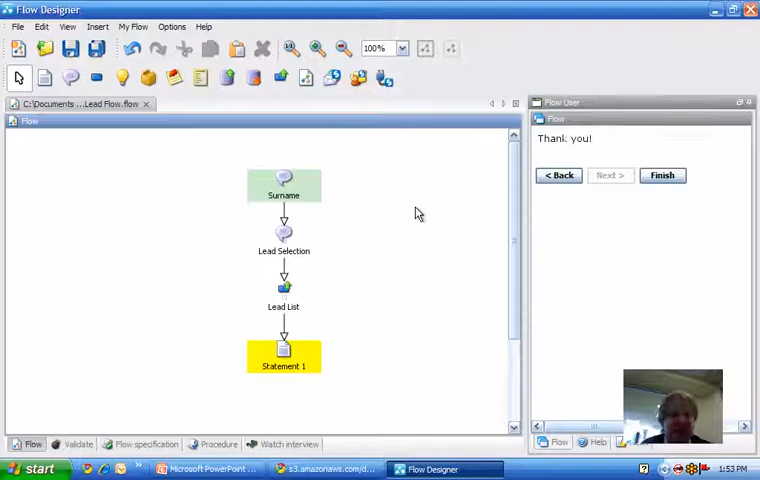 Flow Designer
File Edit View Insert My Flow Options Help
100%
C:\Documents ...Lead Flow.flow
Flow
Surname
Lead Selection
Lead List
Statement 1
Flow User
Flow
Thank you!
< Back Next > Finish
Flow Help
Flow Validate Flow specification Procedure Watch interview
start Microsoft PowerPoint ... s3.amazonaws.com/d... Flow Designer 1:53 PM